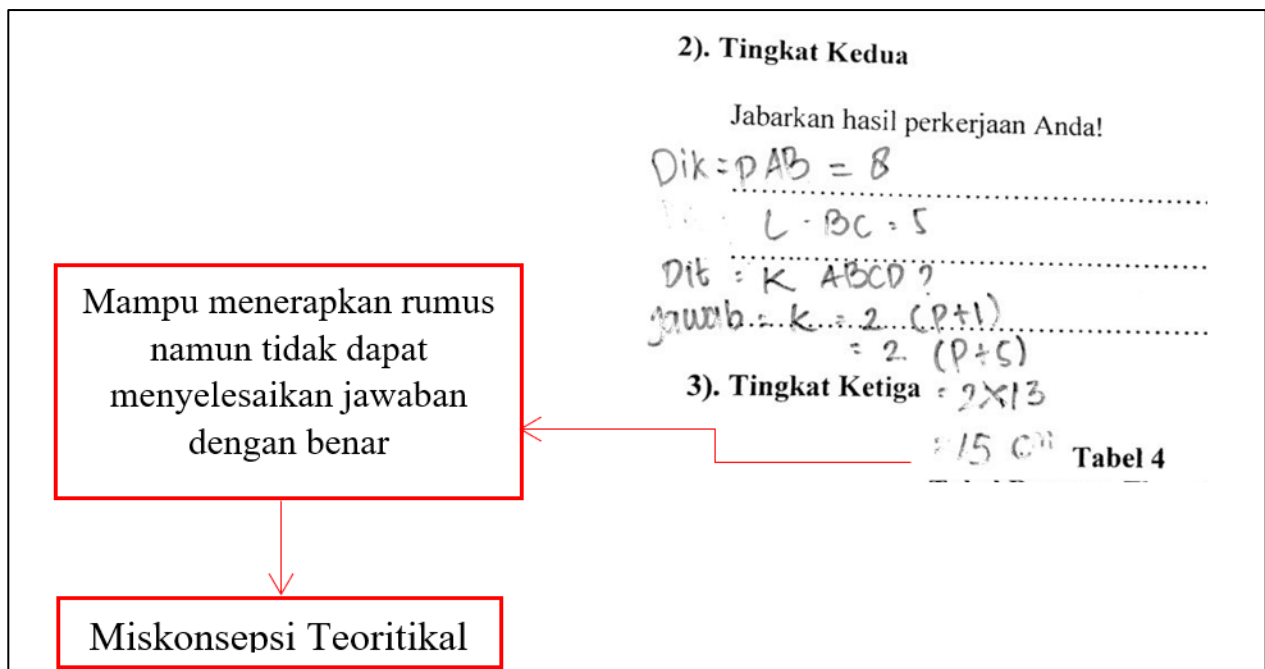 2). Tingkat Kedua
Jabarkan hasil perkerjaan Anda!
Dik = P AB = 8
L - BC = 5
Dit = K ABCD ?
Jawab = K = 2 (P+l)
= 2 (P+5)
3). Tingkat Ketiga = 2x13
= 15 cm Tabel 4
Mampu menerapkan rumus
namun tidak dapat
menyelesaikan jawaban
dengan benar
Miskonsepsi Teoritikal